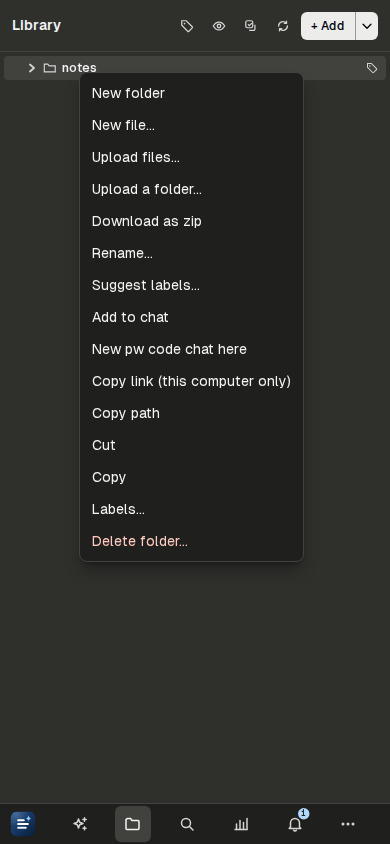 Library
+ Add
notes
New folder
New file...
Upload files...
Upload a folder...
Download as zip
Rename...
Suggest labels...
Add to chat
New pw code chat here
Copy link (this computer only)
Copy path
Cut
Copy
Labels...
Delete folder...
1